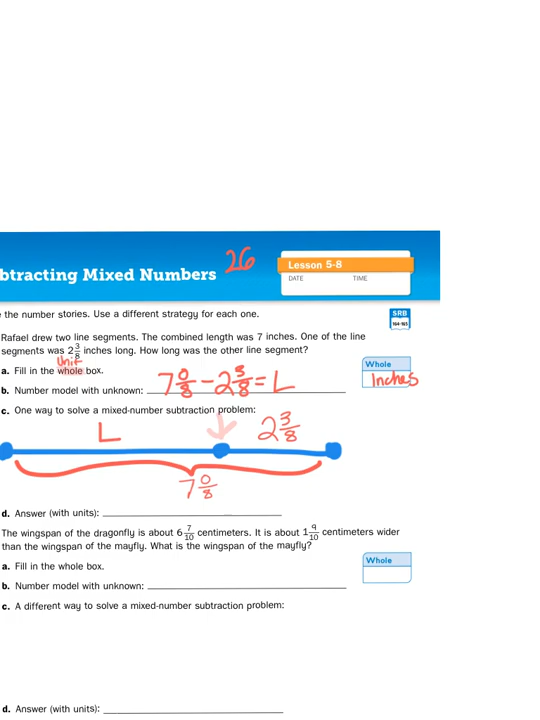 btracting Mixed Numbers
26
Lesson 5-8
DATE TIME
the number stories. Use a different strategy for each one.
SRB
164-165
Rafael drew two line segments. The combined length was 7 inches. One of the line
segments was 2 3/8 inches long. How long was the other line segment?
Unit
a. Fill in the whole box.
Whole
Inches
b. Number model with unknown: 7 0/8 - 2 3/8 = L
c. One way to solve a mixed-number subtraction problem:
L
2 3/8
7 0/8
d. Answer (with units):
The wingspan of the dragonfly is about 6 7/10 centimeters. It is about 1 9/10 centimeters wider
than the wingspan of the mayfly. What is the wingspan of the mayfly?
a. Fill in the whole box.
Whole
b. Number model with unknown:
c. A different way to solve a mixed-number subtraction problem:
d. Answer (with units):